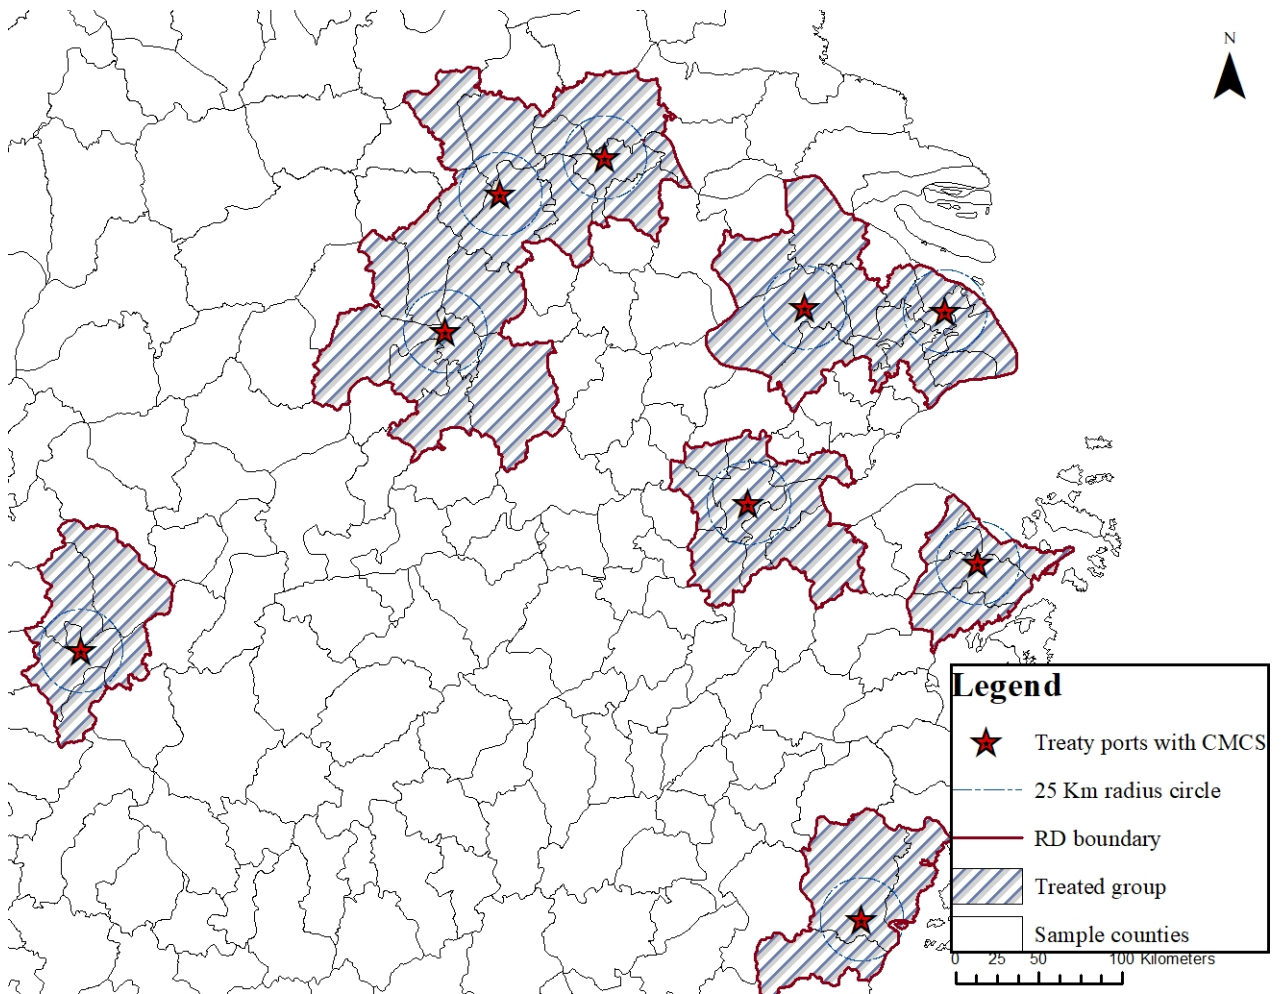 N
Legend
Treaty ports with CMCS
25 Km radius circle
RD boundary
Treated group
Sample counties
0 25 50 100 Kilometers